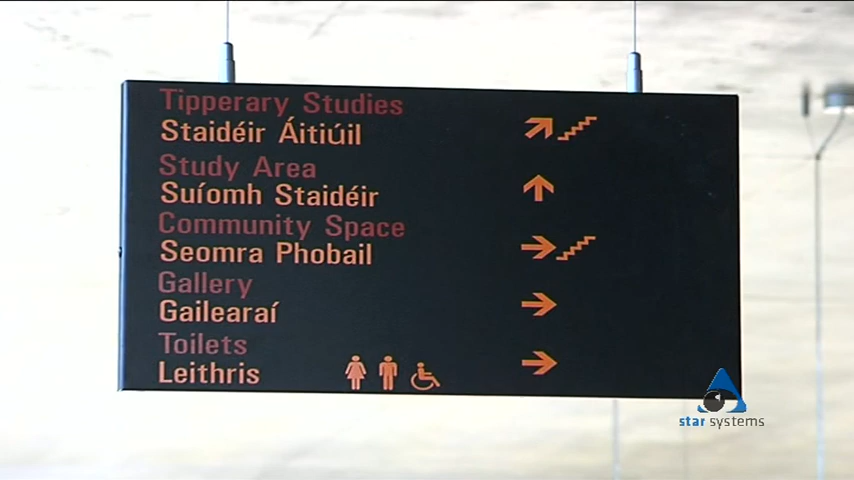 Tipperary Studies
Staidéir Áitiúil
Study Area
Suíomh Staidéir
Community Space
Seomra Phobail
Gallery
Gailearaí
Toilets
Leithris
star systems